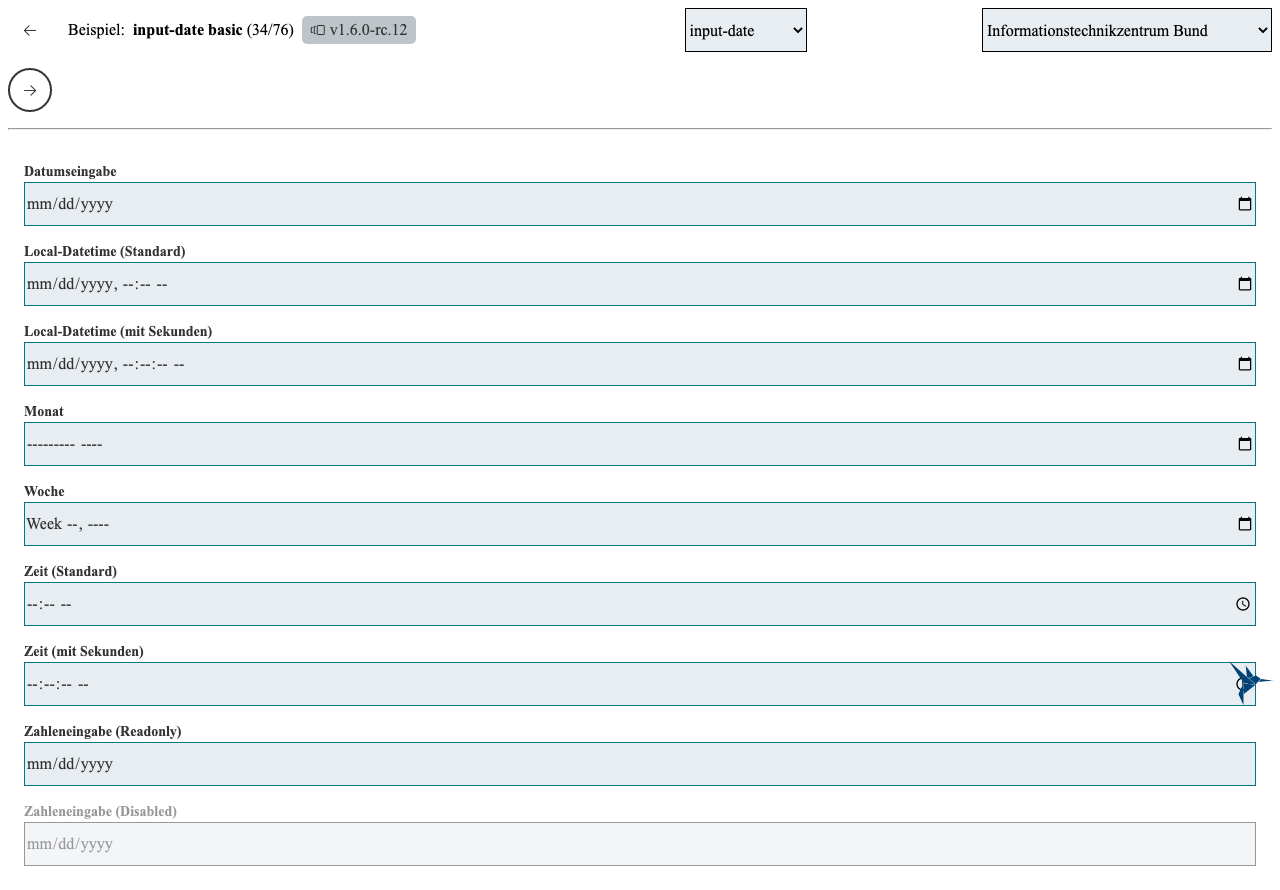 Beispiel: input-date basic (34/76) v1.6.0-rc.12 input-date Informationstechnikzentrum Bund
Datumseingabe
mm/dd/yyyy
Local-Datetime (Standard)
mm/dd/yyyy, --:-- --
Local-Datetime (mit Sekunden)
mm/dd/yyyy, --:--:-- --
Monat
--------- ----
Woche
Week --, ----
Zeit (Standard)
--:-- --
Zeit (mit Sekunden)
--:--:-- --
Zahleneingabe (Readonly)
mm/dd/yyyy
Zahleneingabe (Disabled)
mm/dd/yyyy